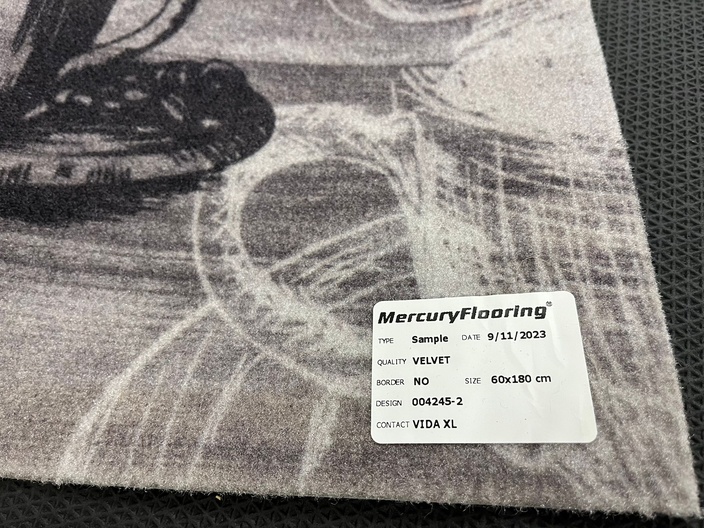 MercuryFlooring®
TYPE Sample DATE 9/11/2023
QUALITY VELVET
BORDER NO SIZE 60x180 cm
DESIGN 004245-2
CONTACT VIDA XL